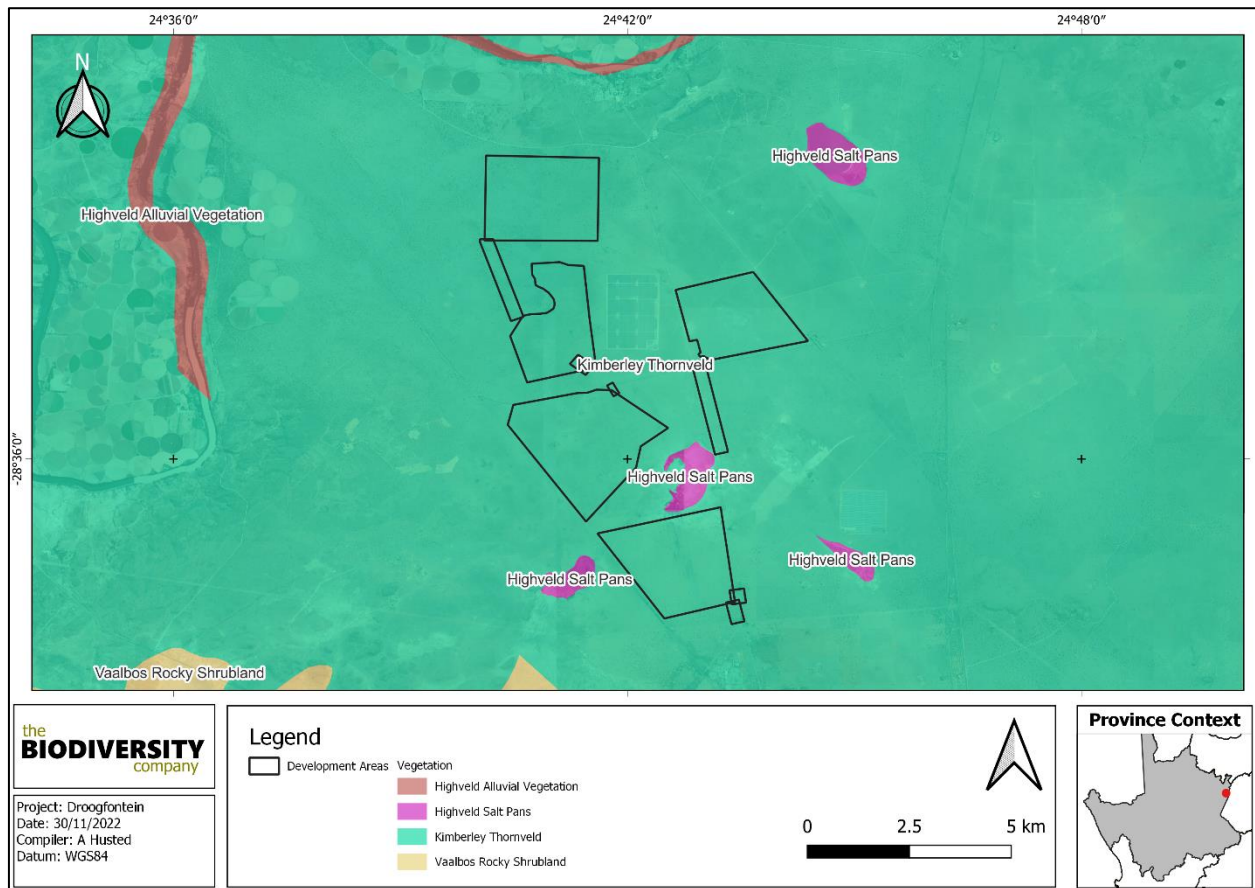 24°36'0"
24°42'0"
24°48'0"
N
Highveld Salt Pans
Highveld Alluvial Vegetation
Kimberley Thornveld
-28°36'0"
-28°36'0"
Highveld Salt Pans
Highveld Salt Pans
Highveld Salt Pans
Vaalbos Rocky Shrubland
the
BIODIVERSITY
company
Project: Droogfontein
Date: 30/11/2022
Compiler: A Husted
Datum: WGS84
Legend
Development Areas
Vegetation
Highveld Alluvial Vegetation
Highveld Salt Pans
Kimberley Thornveld
Vaalbos Rocky Shrubland
0
2.5
5 km
Province Context